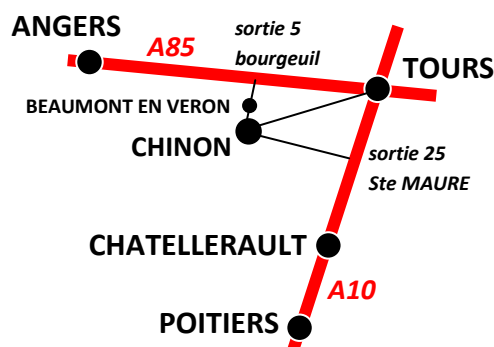 ANGERS
A85
sortie 5
bourgeuil
TOURS
BEAUMONT EN VERON
CHINON
sortie 25
Ste MAURE
CHATELLERAULT
A10
POITIERS